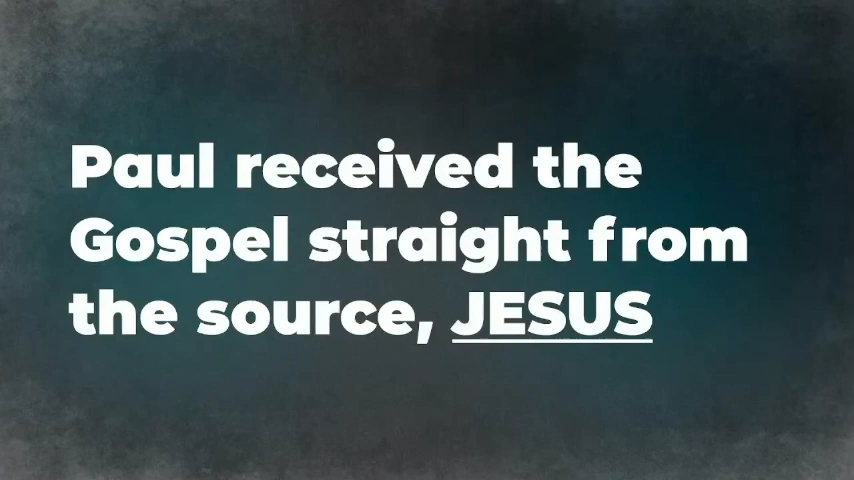 Paul received the
Gospel straight from
the source, JESUS